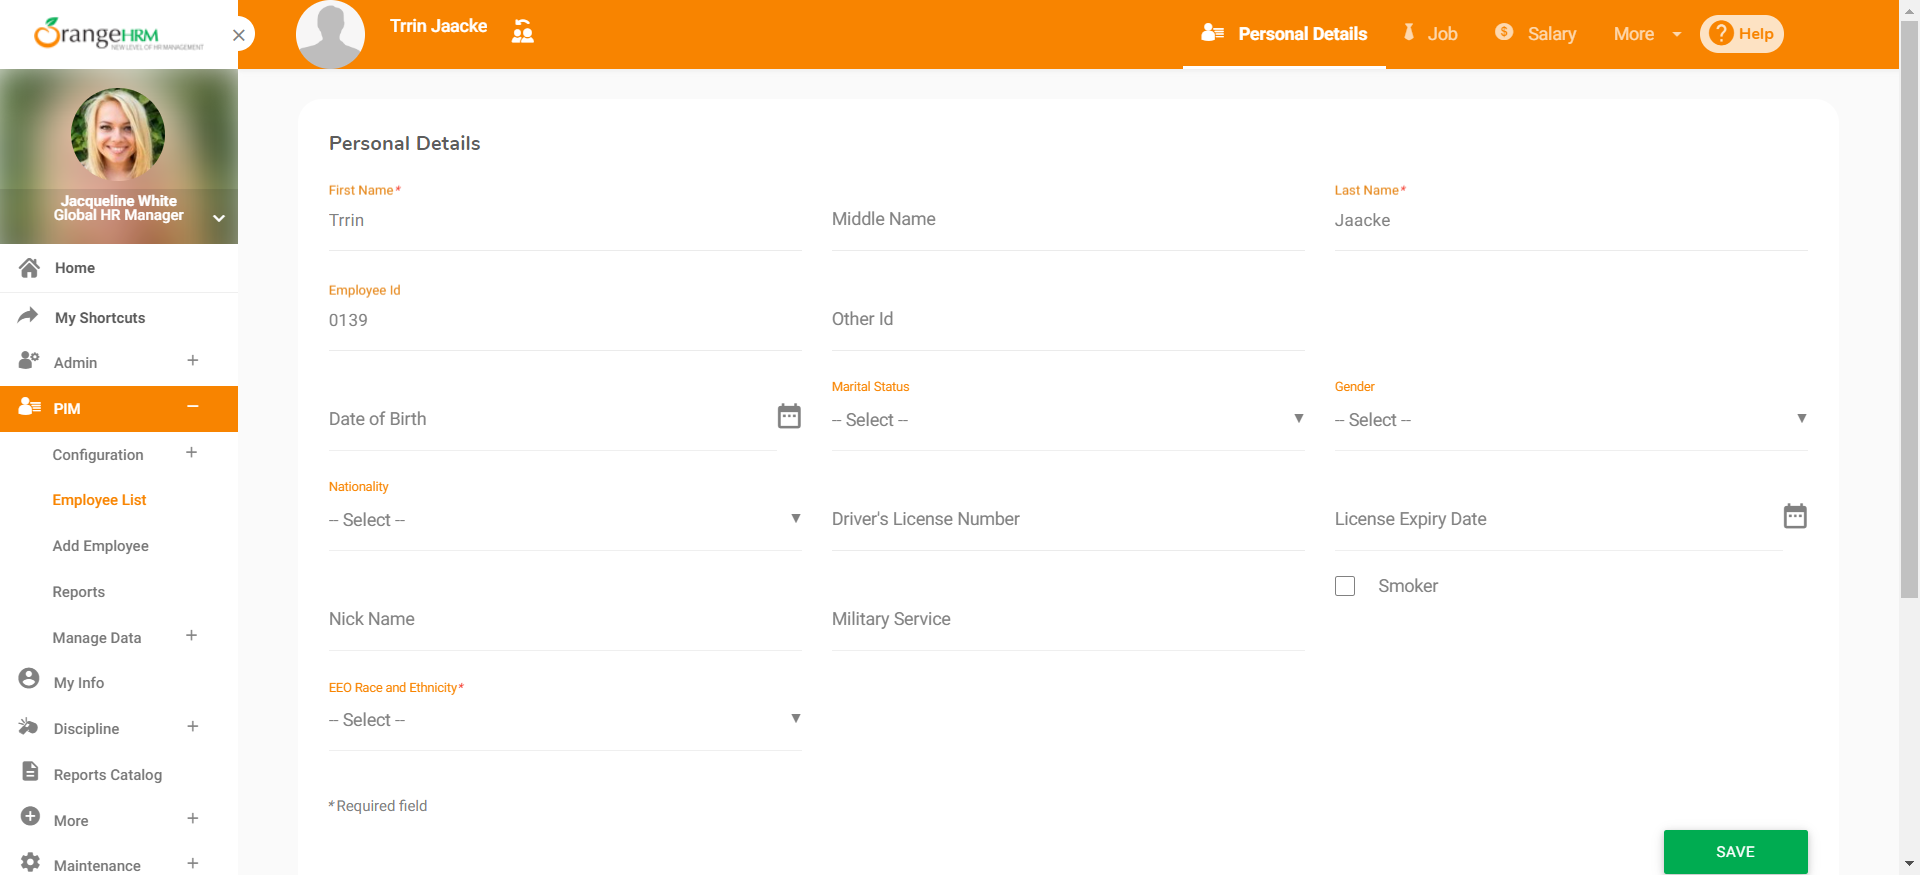 OrangeHRM
NEW LEVEL OF HR MANAGEMENT
Trrin Jaacke
Personal Details
Job
Salary
More
? Help
Jacqueline White
Global HR Manager
Home
My Shortcuts
Admin
PIM
Configuration
Employee List
Add Employee
Reports
Manage Data
My Info
Discipline
Reports Catalog
More
Maintenance
Personal Details
First Name*
Trrin
Middle Name
Last Name*
Jaacke
Employee Id
0139
Other Id
Date of Birth
Marital Status
-- Select --
Gender
-- Select --
Nationality
-- Select --
Driver's License Number
License Expiry Date
Smoker
Nick Name
Military Service
EEO Race and Ethnicity*
-- Select --
* Required field
SAVE